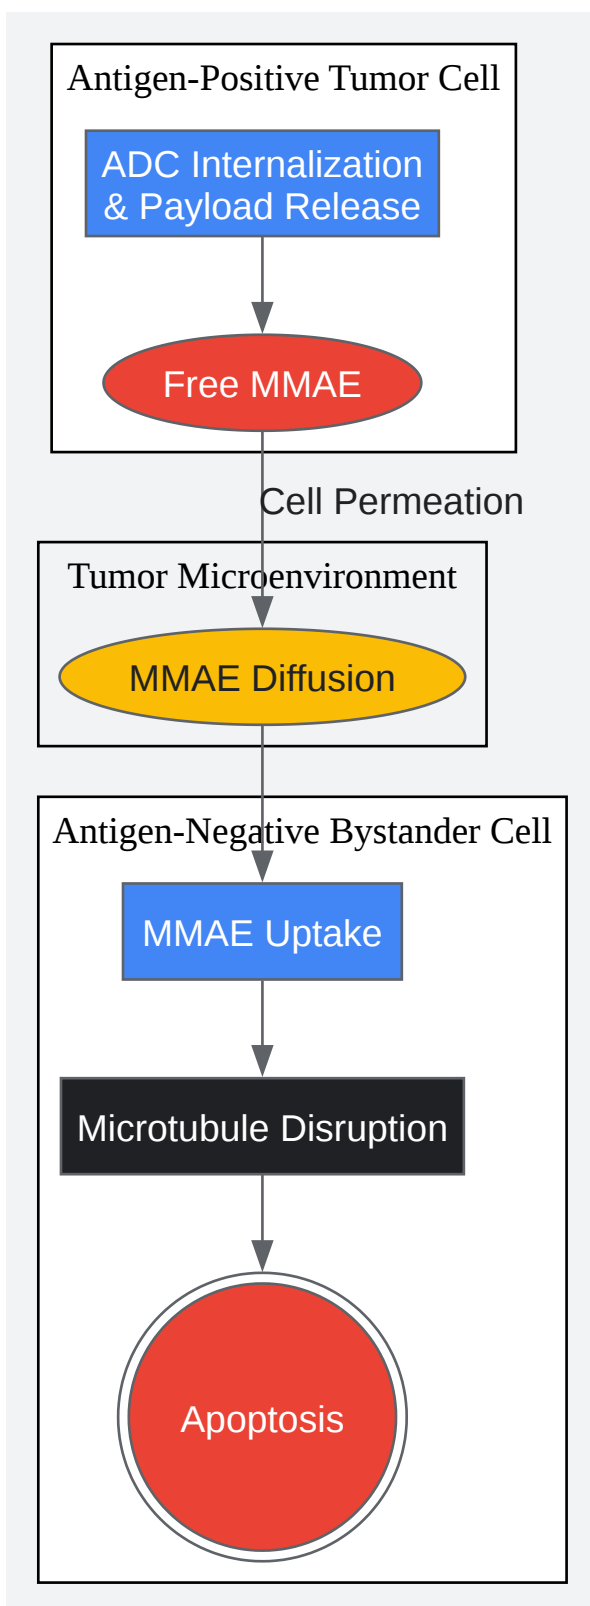 Antigen-Positive Tumor Cell
ADC Internalization
& Payload Release
Free MMAE
Cell Permeation
Tumor Microenvironment
MMAE Diffusion
Antigen-Negative Bystander Cell
MMAE Uptake
Microtubule Disruption
Apoptosis